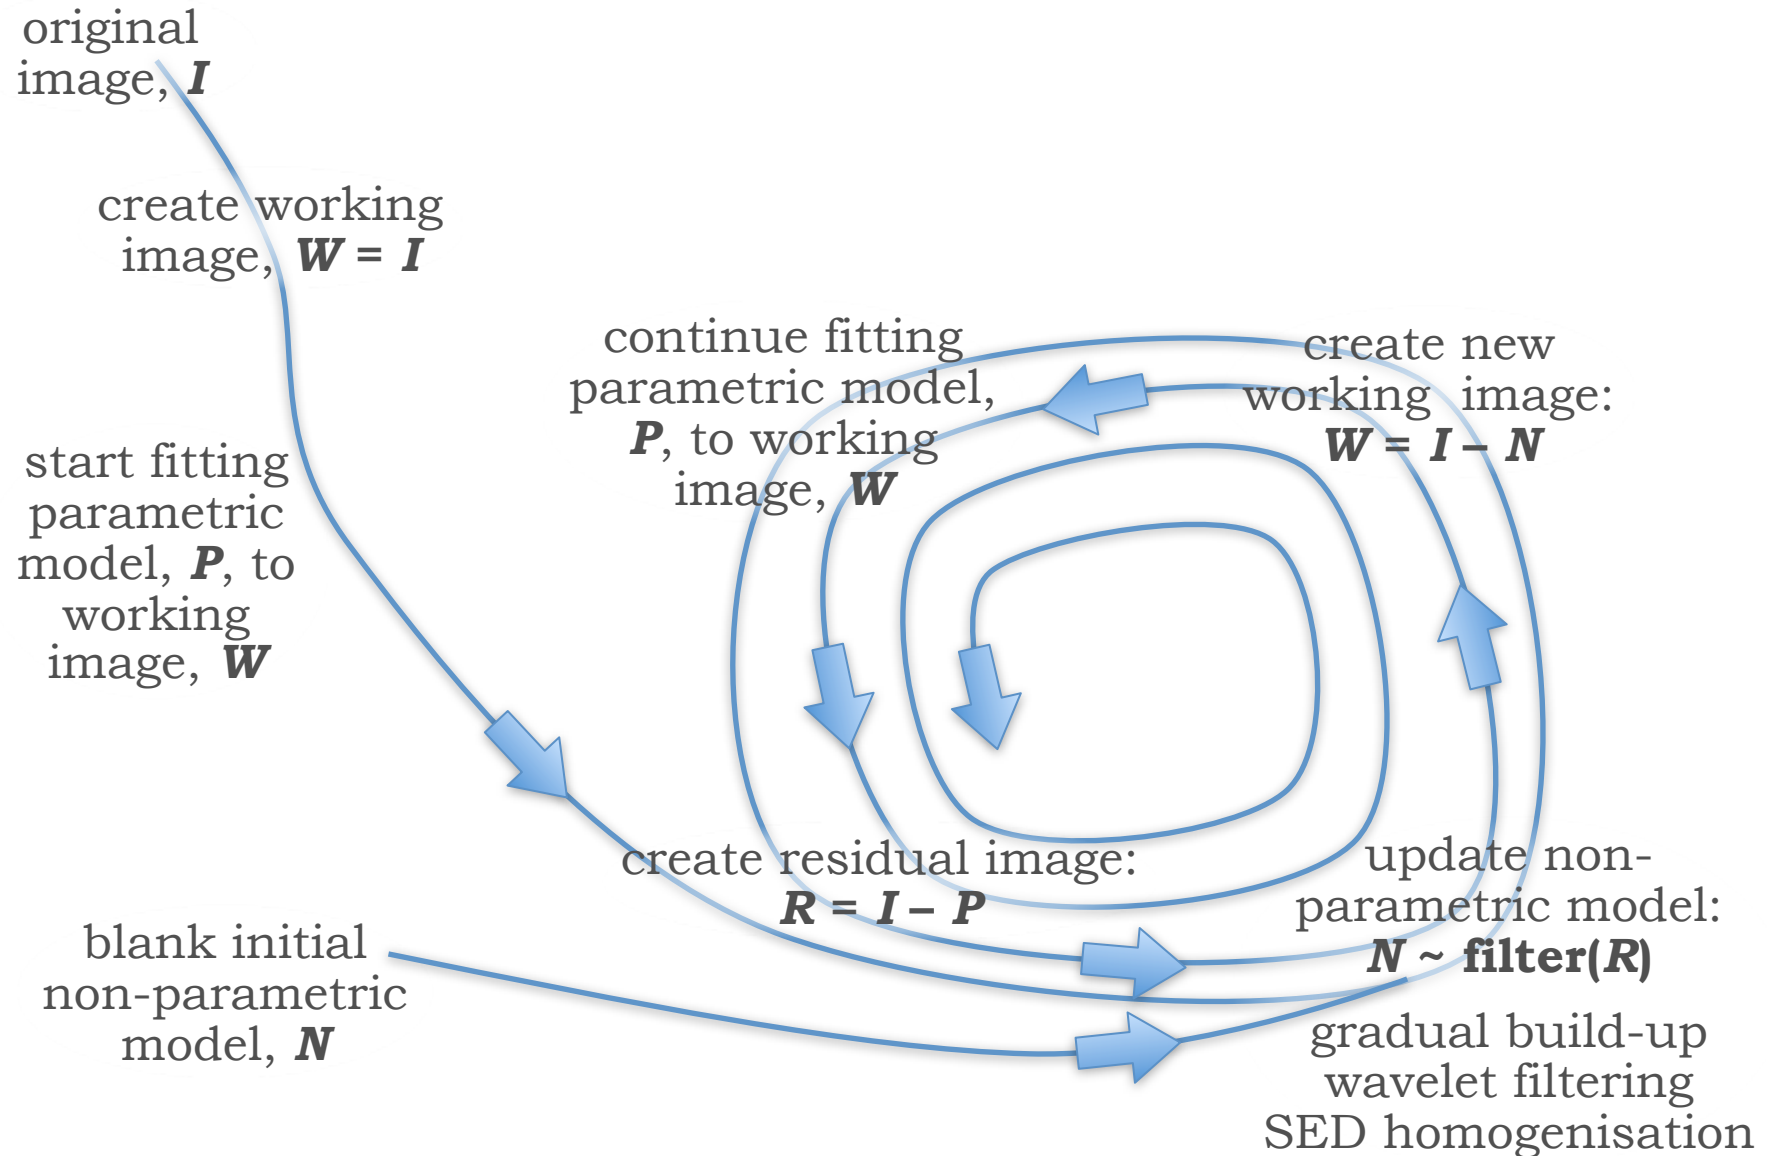 original
image, I
create working
image, W = I
start fitting
parametric
model, P, to
working
image, W
continue fitting
parametric model,
P, to working
image, W
create new
working image:
W = I – N
create residual image:
R = I – P
update non-
parametric model:
N ~ filter(R)
gradual build-up
wavelet filtering
SED homogenisation
blank initial
non-parametric
model, N